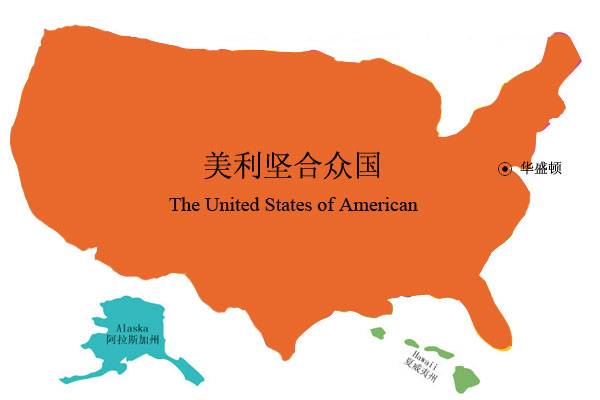 美利坚合众国
The United States of American
华盛顿
Alaska
阿拉斯加州
Hawaii
夏威夷州